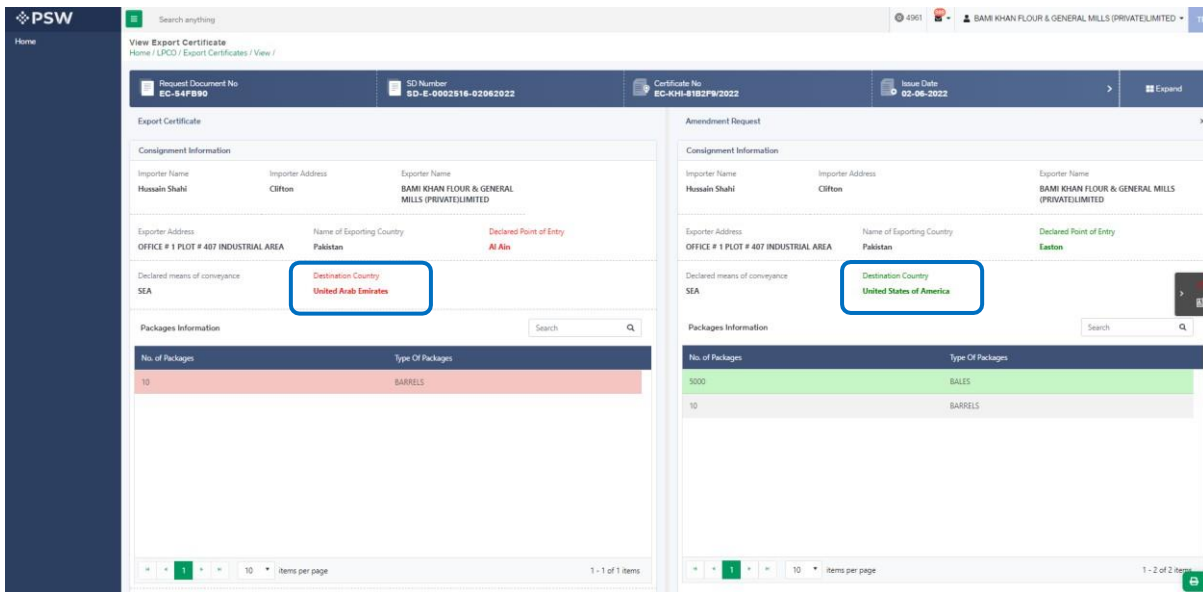 PSW
Search anything
4961
BAMI KHAN FLOUR & GENERAL MILLS (PRIVATE)LIMITED
Home
View Export Certificate
Home / LPCO / Export Certificates / View /
Request Document No
EC-54FB90
SD Number
SD-E-0002516-02062022
Certificate No
EC-KHI-81B2F9/2022
Issue Date
02-06-2022
Expand
Export Certificate
Consignment Information
Importer Name
Importer Address
Exporter Name
Hussain Shahi
Clifton
BAMI KHAN FLOUR & GENERAL
MILLS (PRIVATE)LIMITED
Exporter Address
Name of Exporting Country
Declared Point of Entry
OFFICE # 1 PLOT # 407 INDUSTRIAL AREA
Pakistan
Al Ain
Declared means of conveyance
Destination Country
SEA
United Arab Emirates
Packages Information
Search
No. of Packages
Type Of Packages
10
BARRELS
1
10
items per page
1 - 1 of 1 items
Amendment Request
Consignment Information
Importer Name
Importer Address
Exporter Name
Hussain Shahi
Clifton
BAMI KHAN FLOUR & GENERAL MILLS
(PRIVATE)LIMITED
Exporter Address
Name of Exporting Country
Declared Point of Entry
OFFICE # 1 PLOT # 407 INDUSTRIAL AREA
Pakistan
Easton
Declared means of conveyance
Destination Country
SEA
United States of America
Packages Information
Search
No. of Packages
Type Of Packages
5000
BALES
10
BARRELS
1
10
items per page
1 - 2 of 2 items